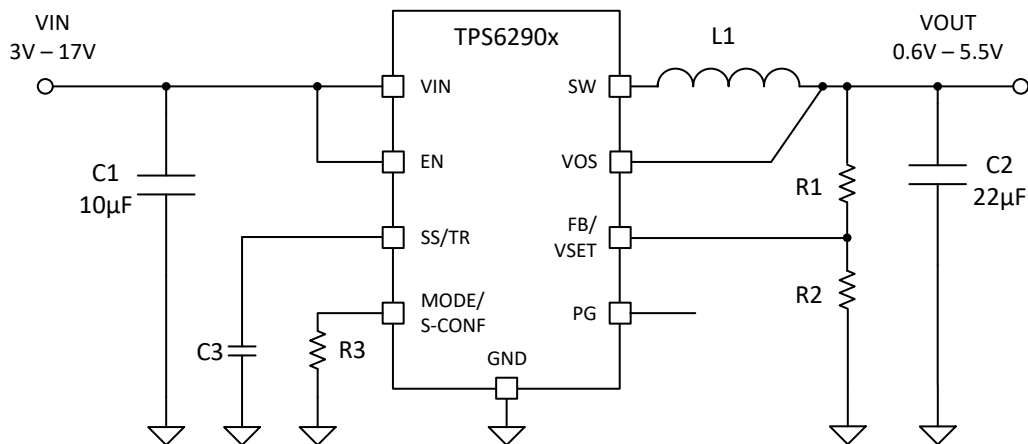 VIN
3V – 17V
TPS6290x
L1
VOUT
0.6V – 5.5V
VIN
SW
EN
VOS
C1
10µF
R1
C2
22µF
SS/TR
FB/
VSET
MODE/
S-CONF
R2
PG
C3
R3
GND